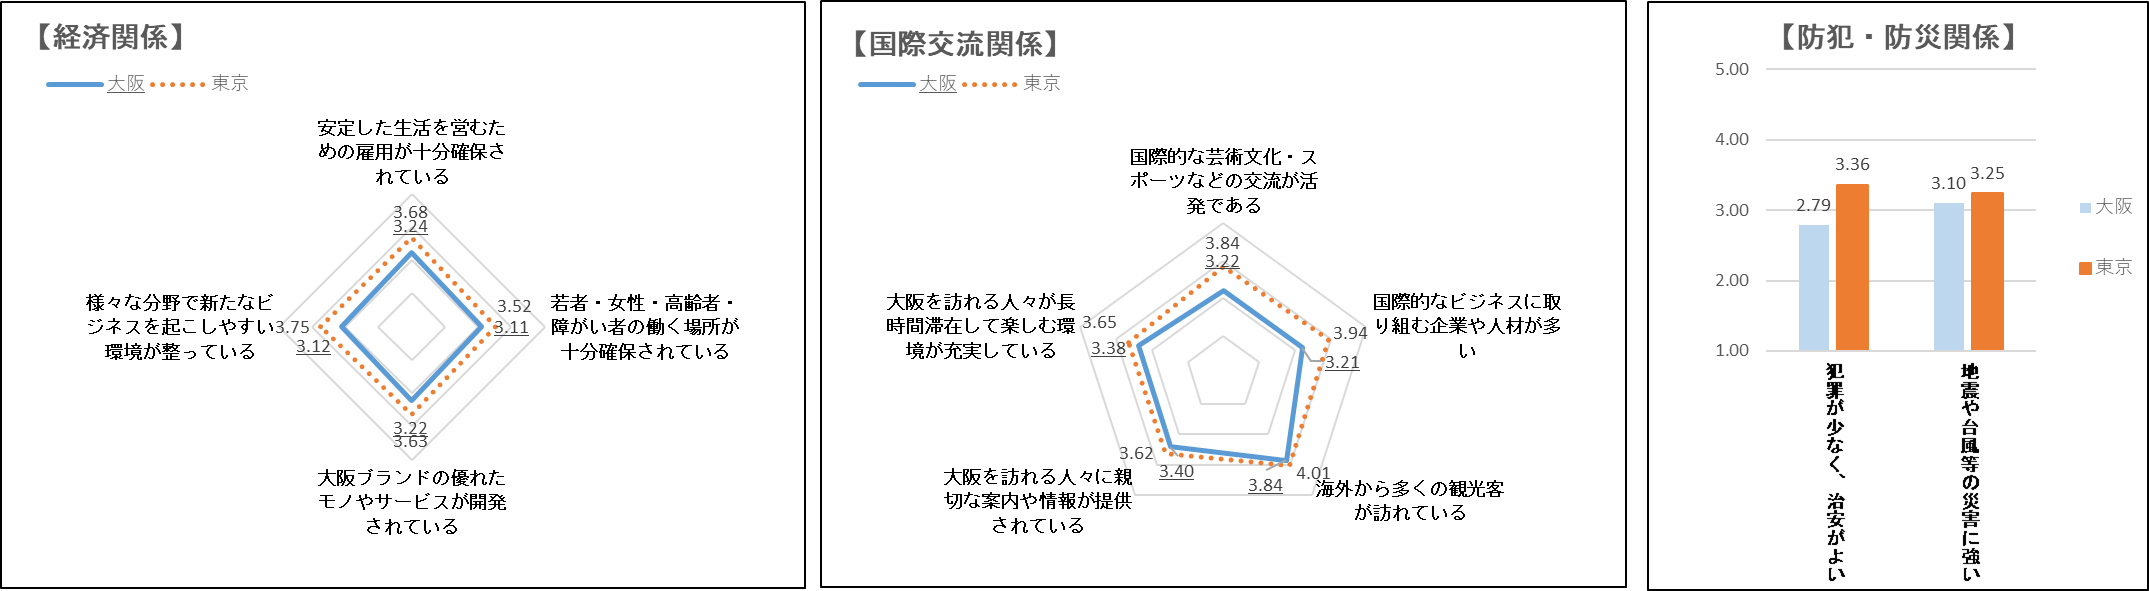 【経済関係】
大阪 東京
安定した生活を営むた
めの雇用が十分確保さ
れている
3.68
3.24
様々な分野で新たなビ
ジネスを起こしやすい
環境が整っている
3.75
3.12
3.52
3.11
若者・女性・高齢者・
障がい者の働く場所が
十分確保されている
3.22
3.63
大阪ブランドの優れた
モノやサービスが開発
されている
【国際交流関係】
大阪 東京
国際的な芸術文化・ス
ポーツなどの交流が活
発である
3.84
3.22
大阪を訪れる人々が長
時間滞在して楽しむ環
境が充実している
3.65
3.38
国際的なビジネスに取
り組む企業や人材が多
い
3.94
3.21
3.62
3.40
大阪を訪れる人々に親
切な案内や情報が提供
されている
4.01
3.84
海外から多くの観光客
が訪れている
【防犯・防災関係】
5.00
4.00
3.00
2.00
1.00
2.79
3.36
3.10
3.25
犯罪が少なく、治安がよい
地震や台風等の災害に強い
大阪
東京